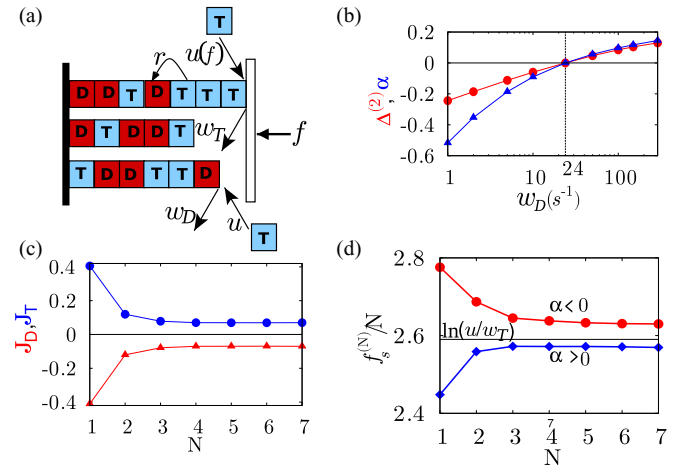 (a)
T
u(f)
r
D D T D T T T
w_T
D T D D T
f
T D D T T D
w_D
u
T
(b)
Δ^(2),α
0.2
0
-0.2
-0.4
-0.6
1
10
24
100
w_D(s^-1)
(c)
J_D,J_T
0.4
0.2
0
-0.2
-0.4
1 2 3 4 5 6 7
N
(d)
f_s^(N)/N
2.8
2.6
2.4
α<0
ln(u/w_T)
α>0
7
1 2 3 4 5 6 7
N